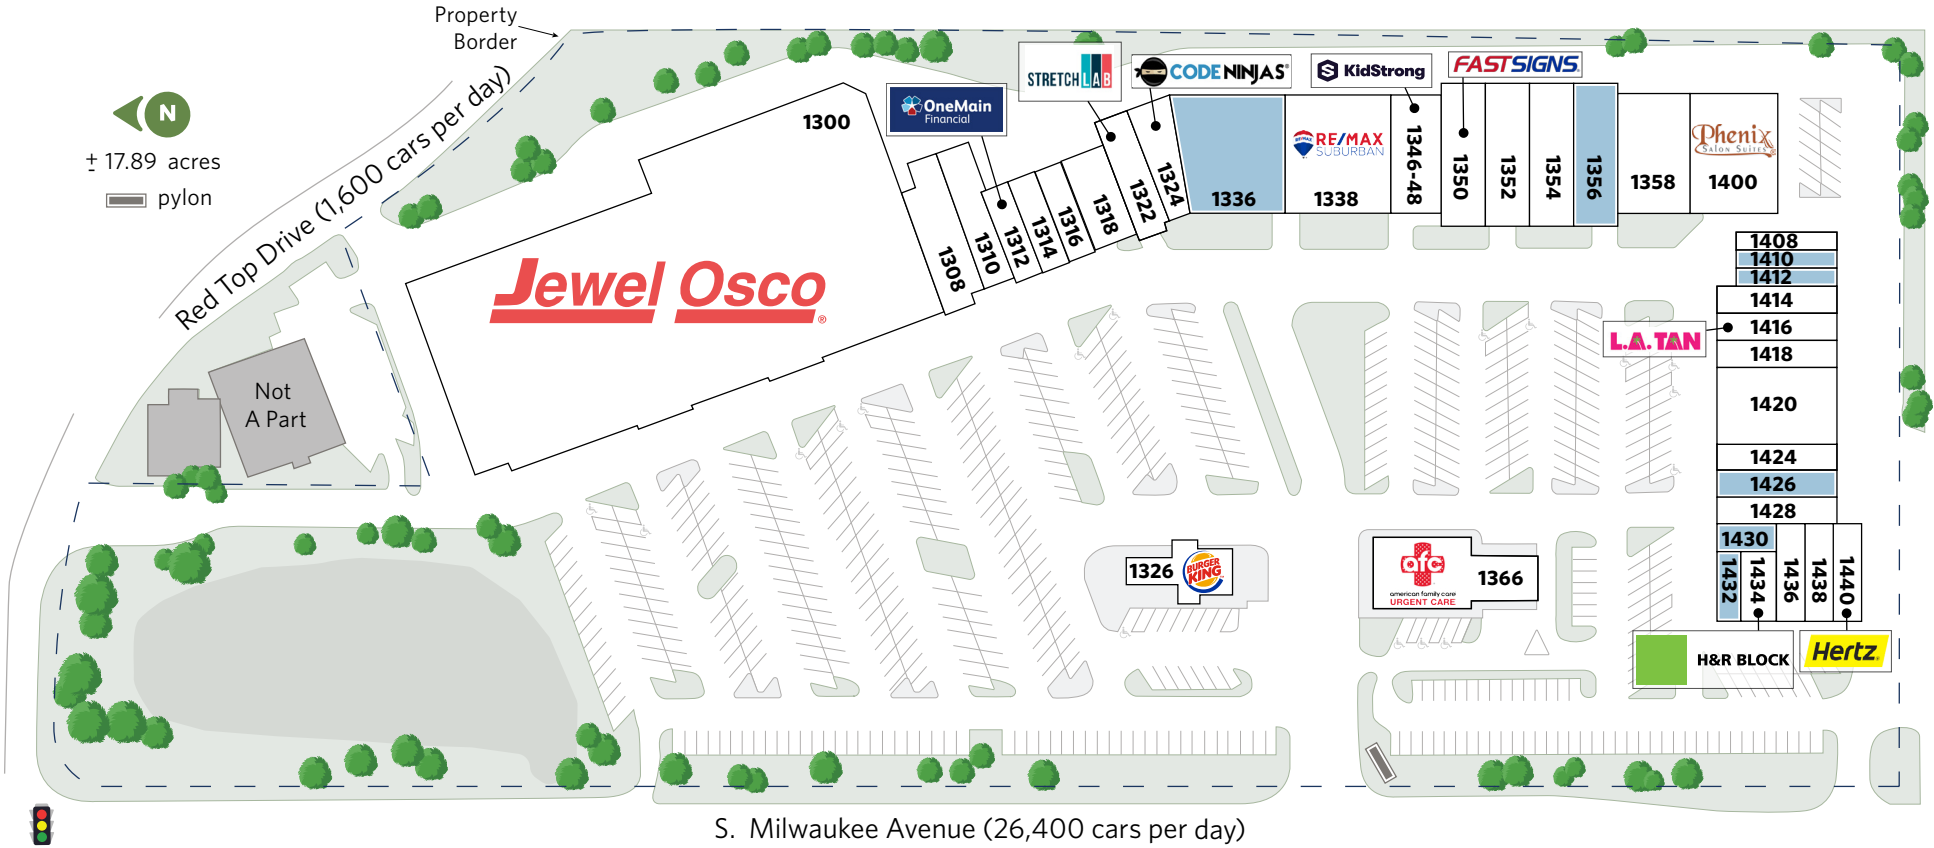 Property
Border
N
± 17.89 acres
pylon
Red Top Drive (1,600 cars per day)
Not
A Part
1300
Jewel Osco®
OneMain
Financial
STRETCHLAB
CODE NINJAS®
KidStrong
FASTSIGNS®
1308
1310
1312
1314
1316
1318
1322
1324
1336
RE/MAX
SUBURBAN
1338
1346-48
1350
1352
1354
1356
1358
Phenix
SALON SUITES®
1400
1408
1410
1412
1414
L.A. TAN
1416
1418
1420
1424
1426
1428
1430
1432
1434
1436
1438
1440
H&R BLOCK
Hertz
1326
BURGER
KING
afc
american family care
URGENT CARE
1366
S. Milwaukee Avenue (26,400 cars per day)